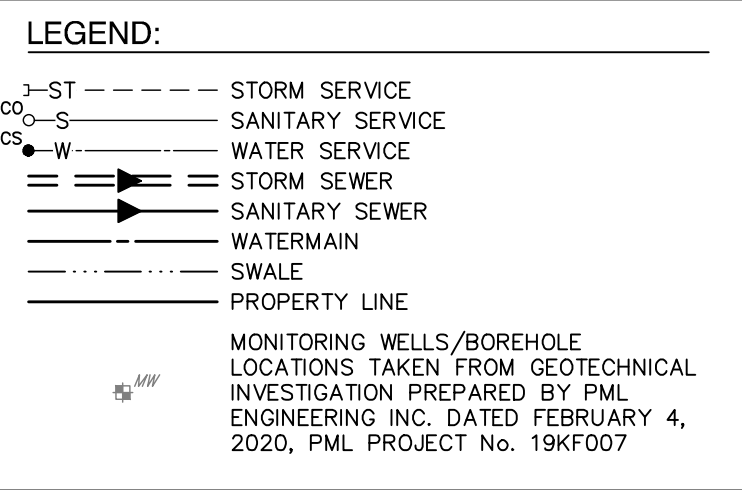 LEGEND:
ST STORM SERVICE
CO S SANITARY SERVICE
CS W WATER SERVICE
STORM SEWER
SANITARY SEWER
WATERMAIN
SWALE
PROPERTY LINE
MONITORING WELLS/BOREHOLE
LOCATIONS TAKEN FROM GEOTECHNICAL
MW INVESTIGATION PREPARED BY PML
ENGINEERING INC. DATED FEBRUARY 4,
2020, PML PROJECT No. 19KF007